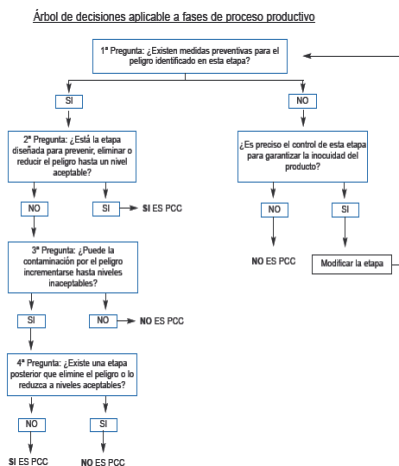 Árbol de decisiones aplicable a fases de proceso productivo
1ª Pregunta: ¿Existen medidas preventivas para el
peligro identificado en esta etapa?
SI
NO
2ª Pregunta: ¿Está la etapa
diseñada para prevenir, eliminar o
reducir el peligro hasta un nivel
aceptable?
¿Es preciso el control de esta etapa
para garantizar la inocuidad del
producto?
NO
SI
SI ES PCC
NO
SI
3ª Pregunta: ¿Puede la
contaminación por el peligro
incrementarse hasta niveles
inaceptables?
NO ES PCC
Modificar la etapa
SI
NO
NO ES PCC
4ª Pregunta: ¿Existe una etapa
posterior que elimine el peligro o lo
reduzca a niveles aceptables?
NO
SI
SI ES PCC
NO ES PCC